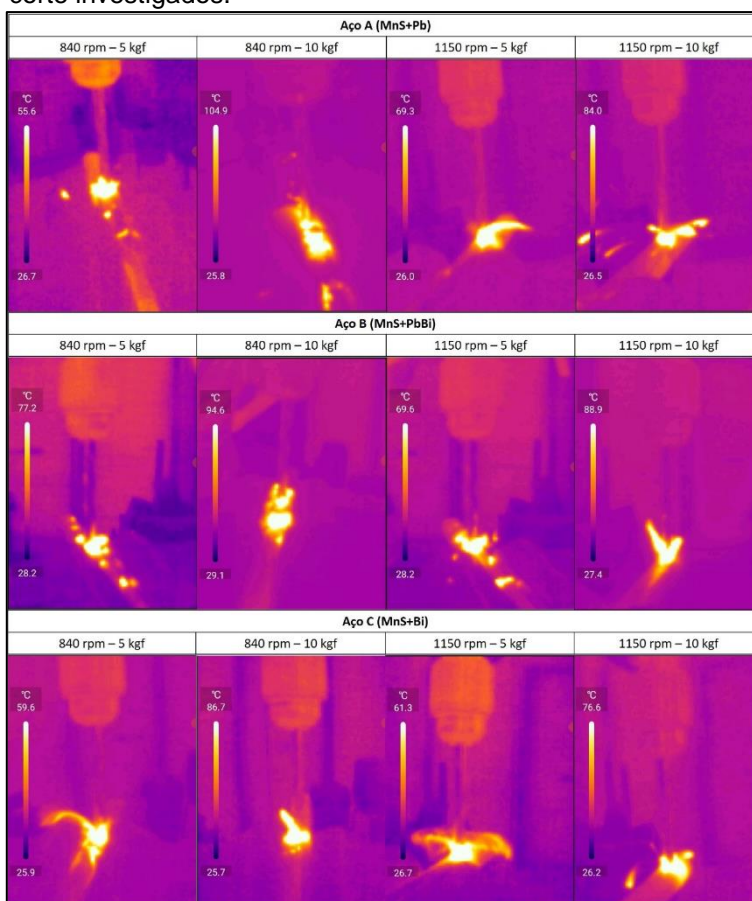 corte investigados.
Aço A (MnS+Pb)
840 rpm – 5 kgf 840 rpm – 10 kgf 1150 rpm – 5 kgf 1150 rpm – 10 kgf
°C °C °C °C
55.6 104.9 69.3 84.0
26.7 25.8 26.0 26.5
Aço B (MnS+PbBi)
840 rpm – 5 kgf 840 rpm – 10 kgf 1150 rpm – 5 kgf 1150 rpm – 10 kgf
°C °C °C °C
77.2 94.6 69.6 88.9
28.2 29.1 28.2 27.4
Aço C (MnS+Bi)
840 rpm – 5 kgf 840 rpm – 10 kgf 1150 rpm – 5 kgf 1150 rpm – 10 kgf
°C °C °C °C
59.6 86.7 61.3 76.6
25.9 25.7 26.7 26.2